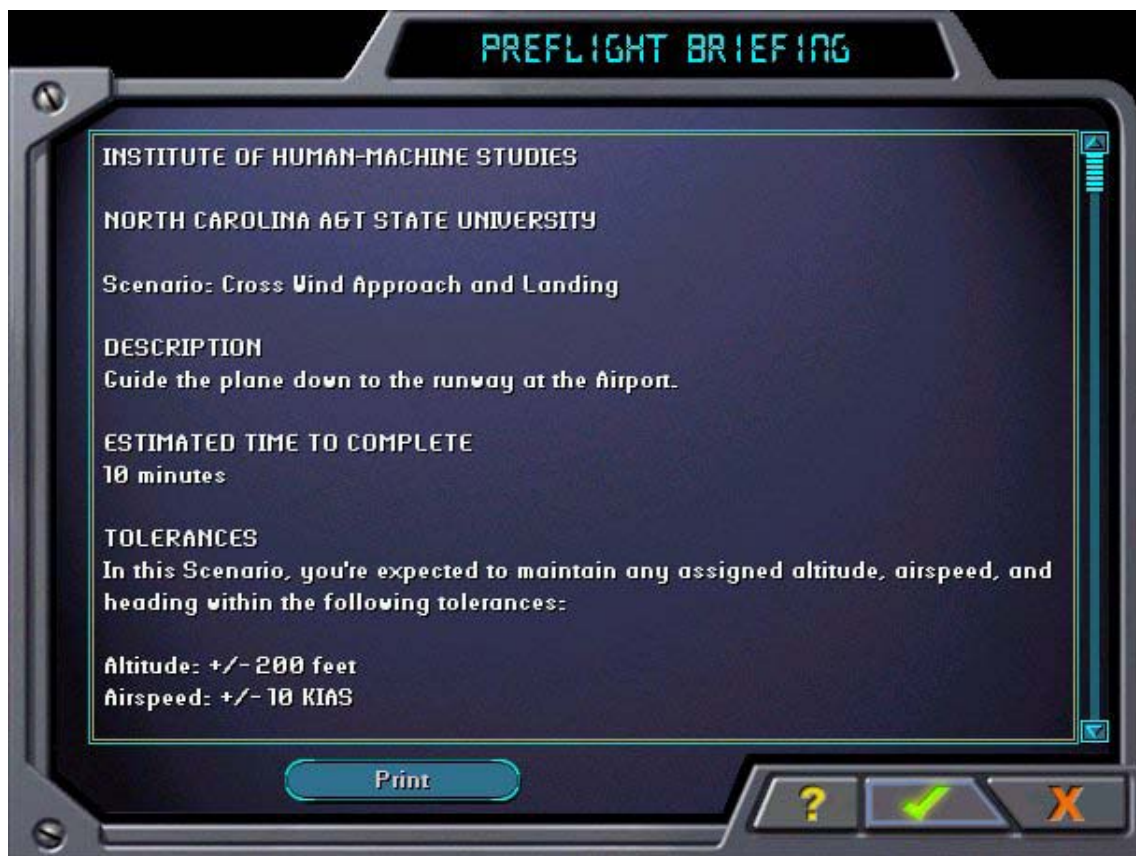 PREFLIGHT BRIEFING
INSTITUTE OF HUMAN-MACHINE STUDIES
NORTH CAROLINA A&T STATE UNIVERSITY
Scenario: Cross Wind Approach and Landing
DESCRIPTION
Guide the plane down to the runway at the Airport.
ESTIMATED TIME TO COMPLETE
10 minutes
TOLERANCES
In this Scenario, you're expected to maintain any assigned altitude, airspeed, and
heading within the following tolerances:
Altitude: +/- 200 feet
Airspeed: +/- 10 KIAS
Print
?
X